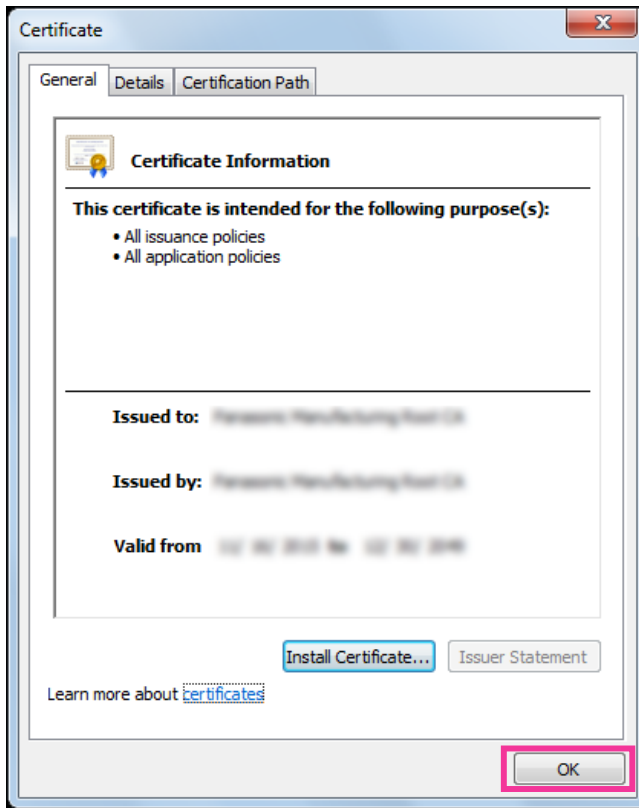 Certificate
General Details Certification Path
Certificate Information
This certificate is intended for the following purpose(s):
• All issuance policies
• All application policies
Issued to:
Issued by:
Valid from
Install Certificate... Issuer Statement
Learn more about certificates
OK